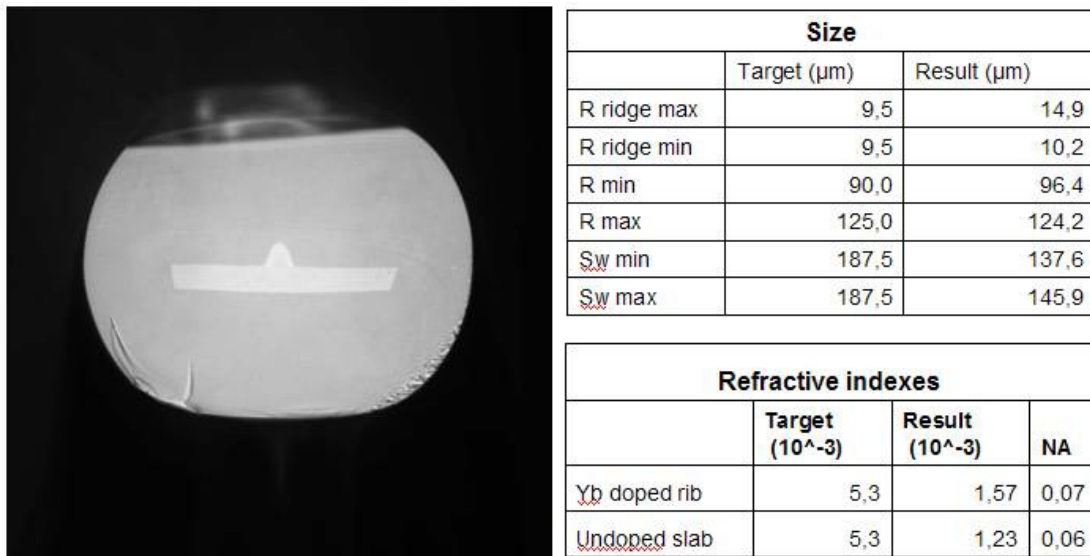 Size
Target (µm) Result (µm)
R ridge max 9,5 14,9
R ridge min 9,5 10,2
R min 90,0 96,4
R max 125,0 124,2
Sw min 187,5 137,6
Sw max 187,5 145,9
Refractive indexes
Target (10^-3) Result (10^-3) NA
Yb doped rib 5,3 1,57 0,07
Undoped slab 5,3 1,23 0,06